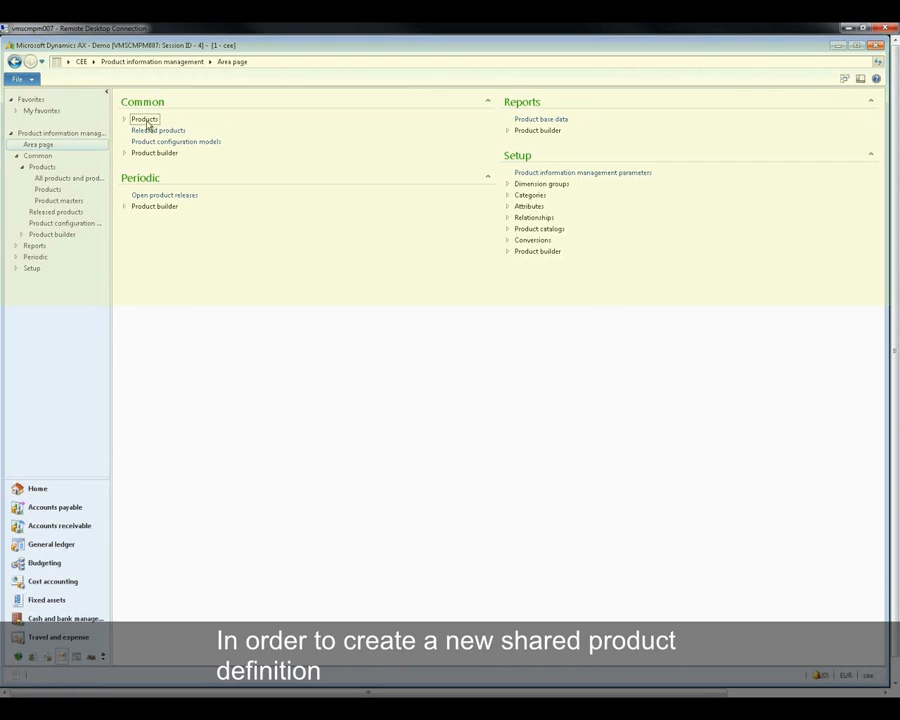 vmscmpm007 - Remote Desktop Connection
Microsoft Dynamics AX - Demo [VMSCMPM007: Session ID - 4] - [1 - cee]
CEE Product information management Area page
File
Favorites
My favorites
Product information manag...
Area page
Common
Products
All products and prod...
Products
Product masters
Released products
Product configuration ...
Product builder
Reports
Periodic
Setup
Common
Products
Released products
Product configuration models
Product builder
Periodic
Open product releases
Product builder
Reports
Product base data
Product builder
Setup
Product information management parameters
Dimension groups
Categories
Attributes
Relationships
Product catalogs
Conversions
Product builder
Home
Accounts payable
Accounts receivable
General ledger
Budgeting
Cost accounting
Fixed assets
Cash and bank manage...
Travel and expense
In order to create a new shared product
definition
(0) EUR cee